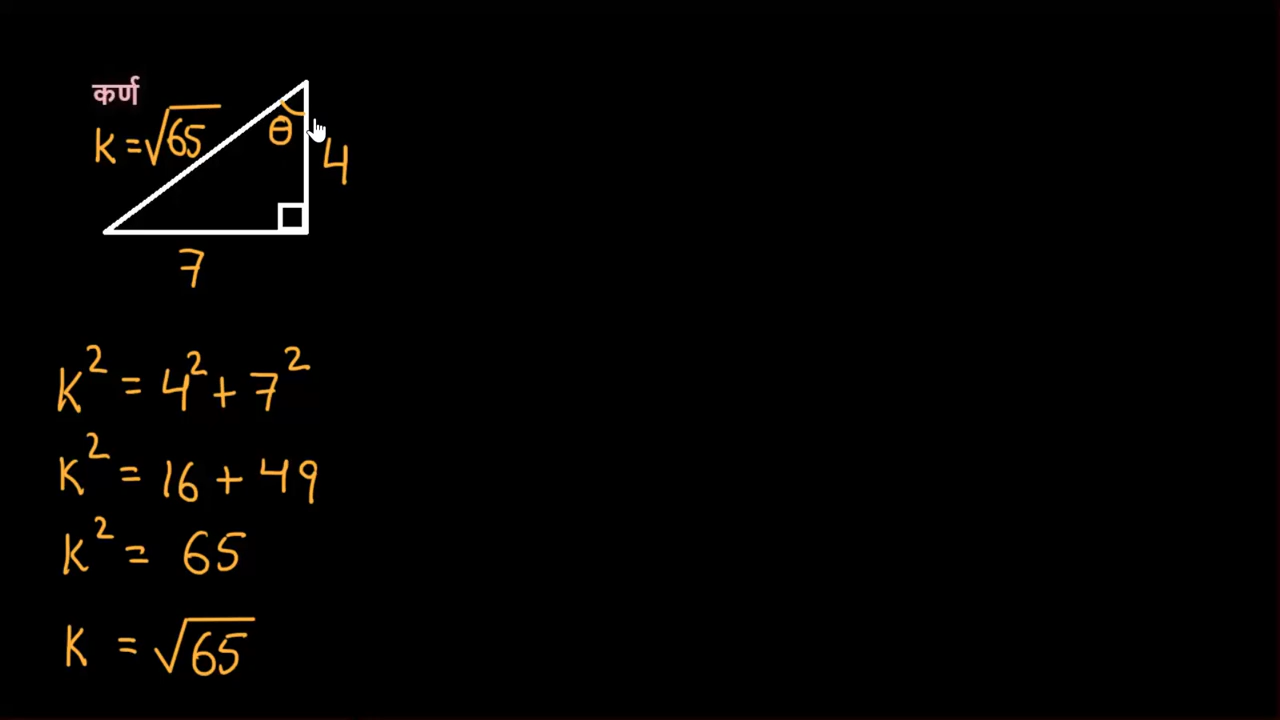 कर्ण
K = √65
θ
4
7
K² = 4² + 7²
K² = 16 + 49
K² = 65
K = √65